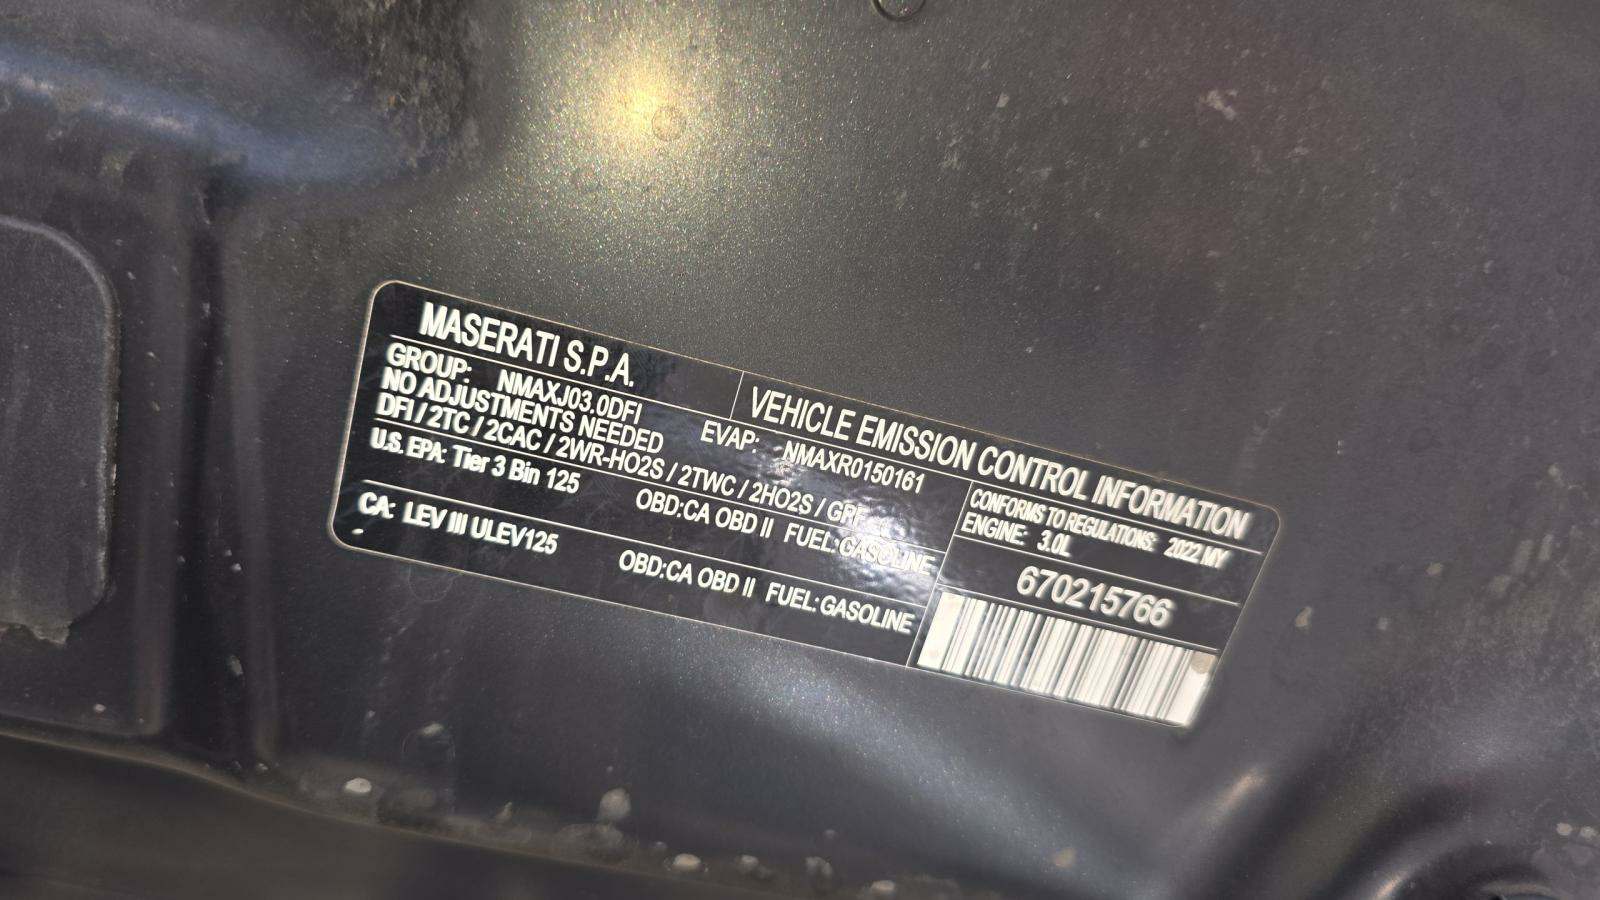 MASERATI S.P.A.
VEHICLE EMISSION CONTROL INFORMATION
GROUP: NMAXJ03.0DFI
EVAP: NMAXR0150161
NO ADJUSTMENTS NEEDED
DFI / 2TC / 2CAC / 2WR-HO2S / 2TWC / 2HO2S / GPF
U.S. EPA: Tier 3 Bin 125 OBD:CA OBD II FUEL:GASOLINE
CA: LEV III ULEV125 OBD:CA OBD II FUEL:GASOLINE
CONFORMS TO REGULATIONS: 2022 MY
ENGINE: 3.0L
670215766